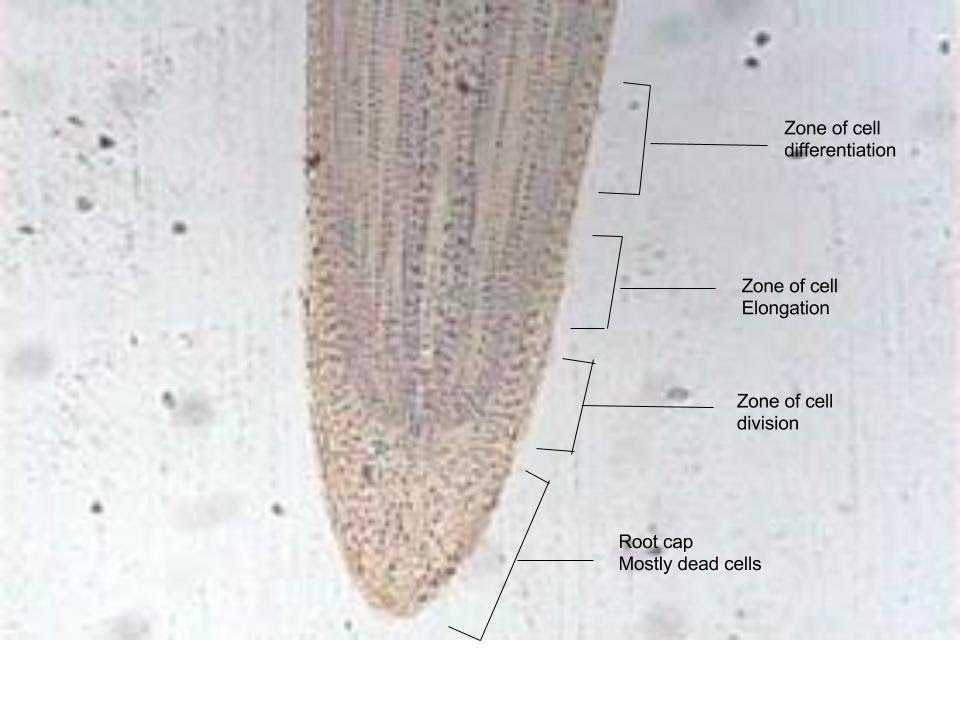 Zone of cell
differentiation
Zone of cell
Elongation
Zone of cell
division
Root cap
Mostly dead cells